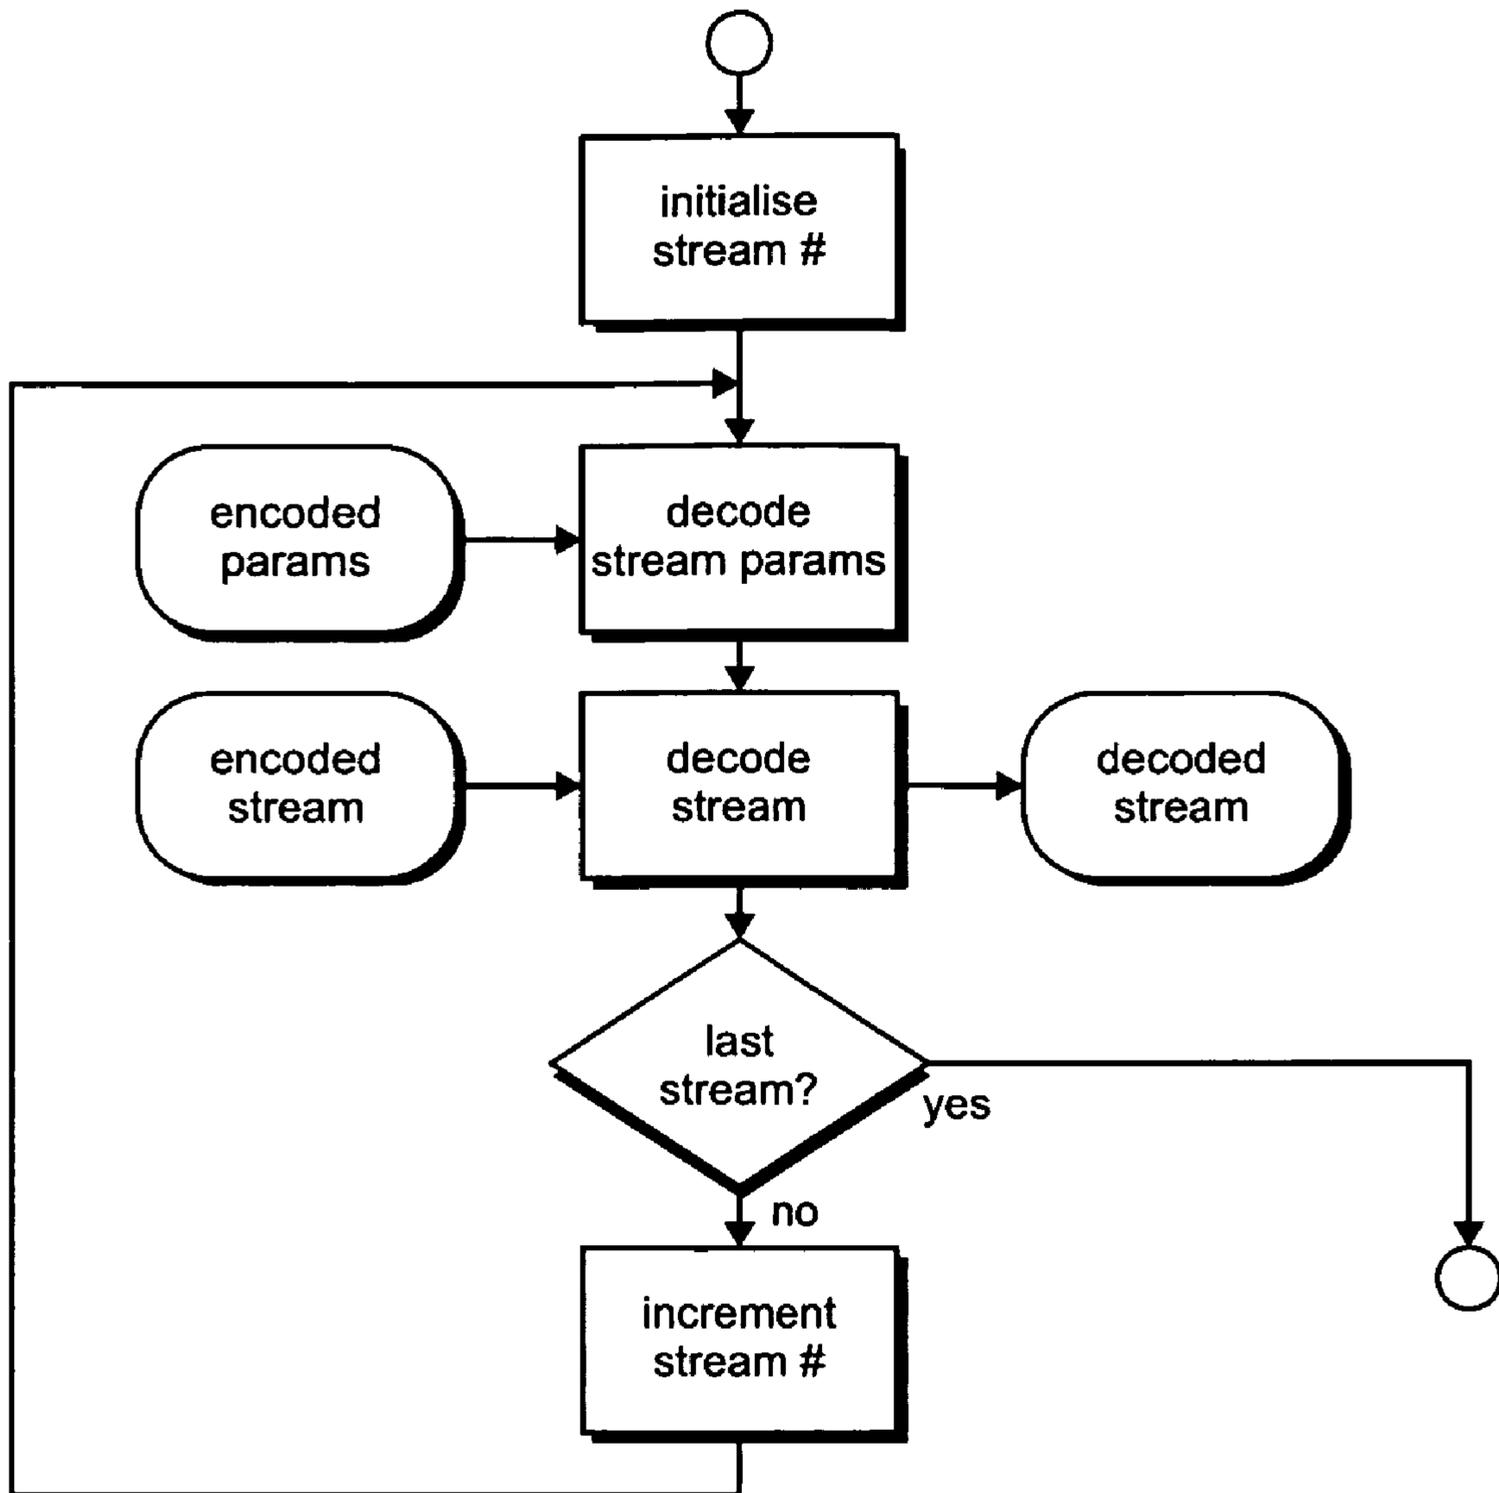 initialise
stream #
encoded
params
decode
stream params
encoded
stream
decode
stream
decoded
stream
last
stream?
yes
no
increment
stream #